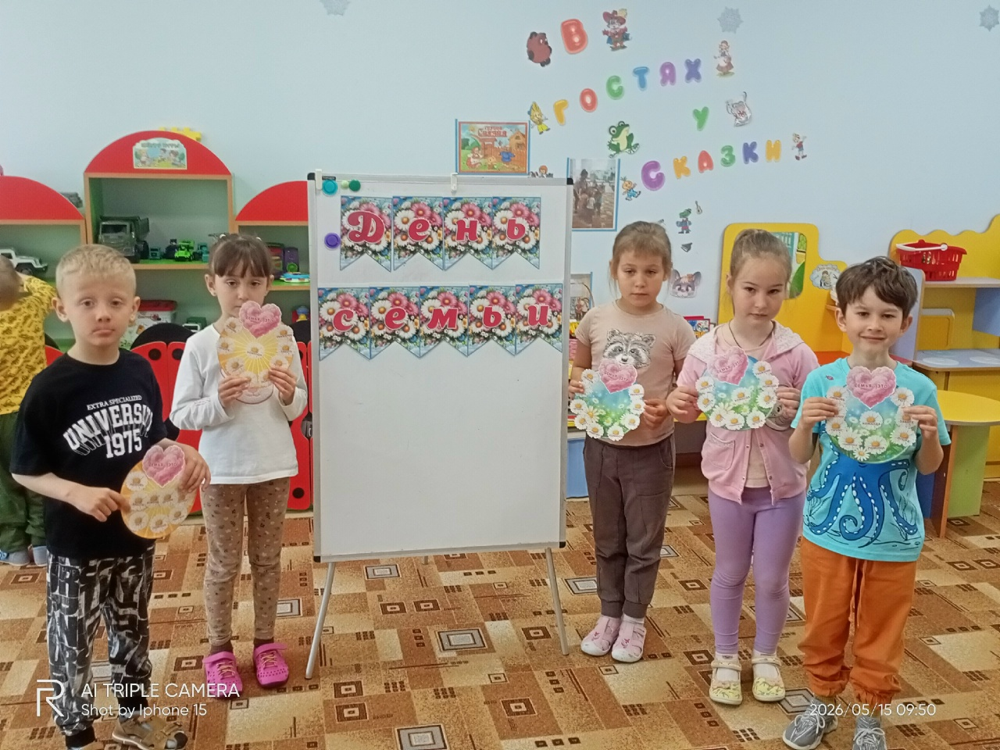 В
ГОСТЯХ
У
СКАЗКИ
День
семьи
EXTRA SPECIALIZED
UNIVERSITY
1975
AI TRIPLE CAMERA
Shot by Iphone 15
2026/05/15 09:50